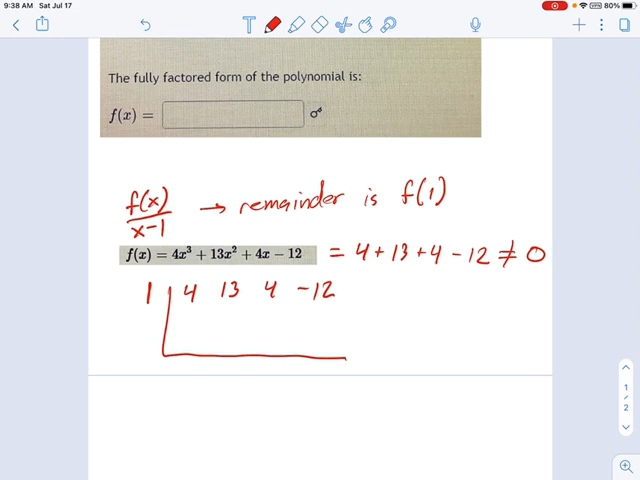 9:38 AM Sat Jul 17
VPN 80%
The fully factored form of the polynomial is:
f(x) =
f(x)/x-1 → remainder is f(1)
f(x) = 4x³ + 13x² + 4x − 12 = 4+13+4-12 ≠ 0
1 4 13 4 -12
1
/
2